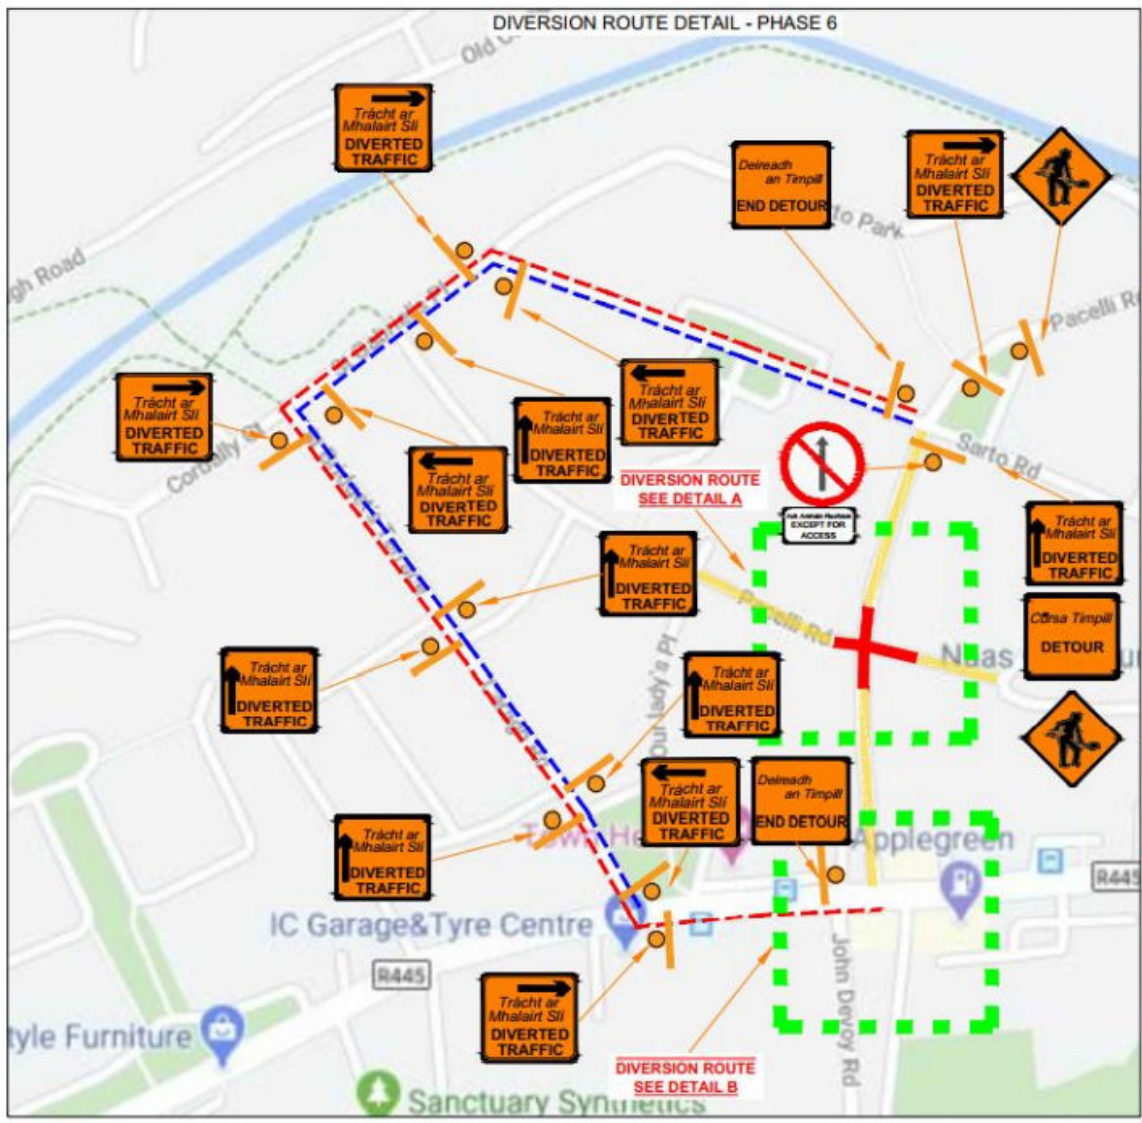 DIVERSION ROUTE DETAIL - PHASE 6
Trácht ar
Mhalairt Slí
DIVERTED
TRAFFIC
Deireadh
an Timpill
END DETOUR
Trácht ar
Mhalairt Slí
DIVERTED
TRAFFIC
Pacelli
Trácht ar
Mhalairt Slí
DIVERTED
TRAFFIC
Trácht ar
Mhalairt Slí
DIVERTED
TRAFFIC
Trácht ar
Mhalairt Slí
DIVERTED
TRAFFIC
Corbally
Trácht ar
Mhalairt Slí
DIVERTED
TRAFFIC
Sarto Rd
DIVERSION ROUTE
SEE DETAIL A
EXCEPT FOR
ACCESS
Trácht ar
Mhalairt Slí
DIVERTED
TRAFFIC
Trácht ar
Mhalairt Slí
DIVERTED
TRAFFIC
Pacelli Rd
Cúrsa Timpill
DETOUR
Naas
Trácht ar
Mhalairt Slí
DIVERTED
TRAFFIC
Trácht ar
Mhalairt Slí
DIVERTED
TRAFFIC
Our lady's Pl
Trácht ar
Mhalairt Slí
DIVERTED
TRAFFIC
Deireadh
an Timpill
END DETOUR
Trácht ar
Mhalairt Slí
DIVERTED
TRAFFIC
Applegreen
R445
IC Garage&Tyre Centre
R445
John Devoy Rd
Trácht ar
Mhalairt Slí
DIVERTED
TRAFFIC
tyle Furniture
DIVERSION ROUTE
SEE DETAIL B
Sanctuary Synthetics